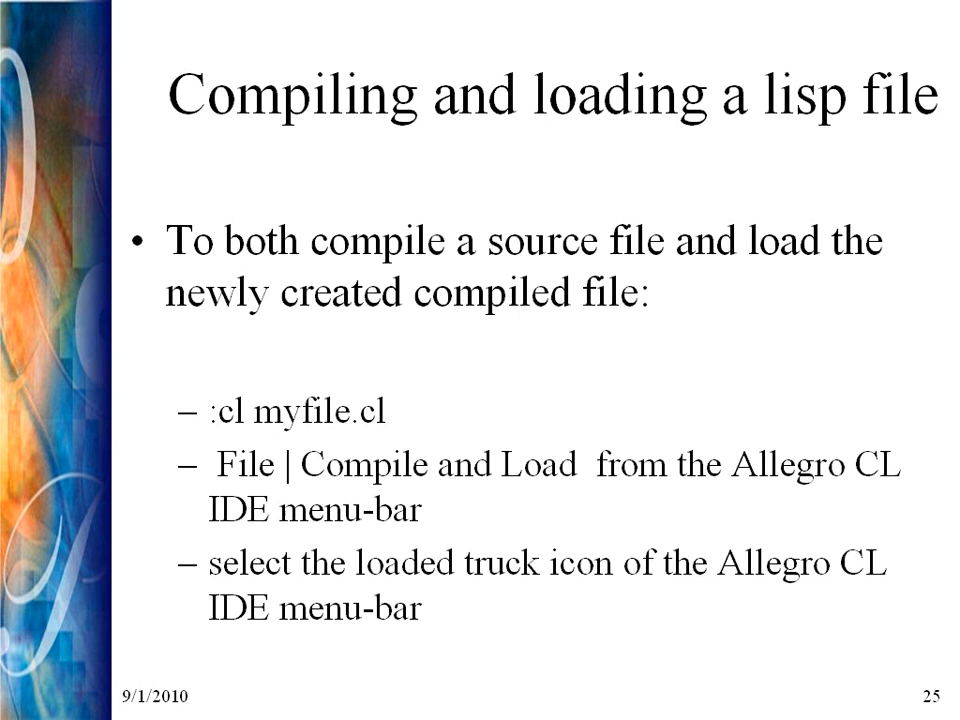 Compiling and loading a lisp file
• To both compile a source file and load the
newly created compiled file:
– :cl myfile.cl
– File | Compile and Load from the Allegro CL
IDE menu-bar
– select the loaded truck icon of the Allegro CL
IDE menu-bar
9/1/2010
25